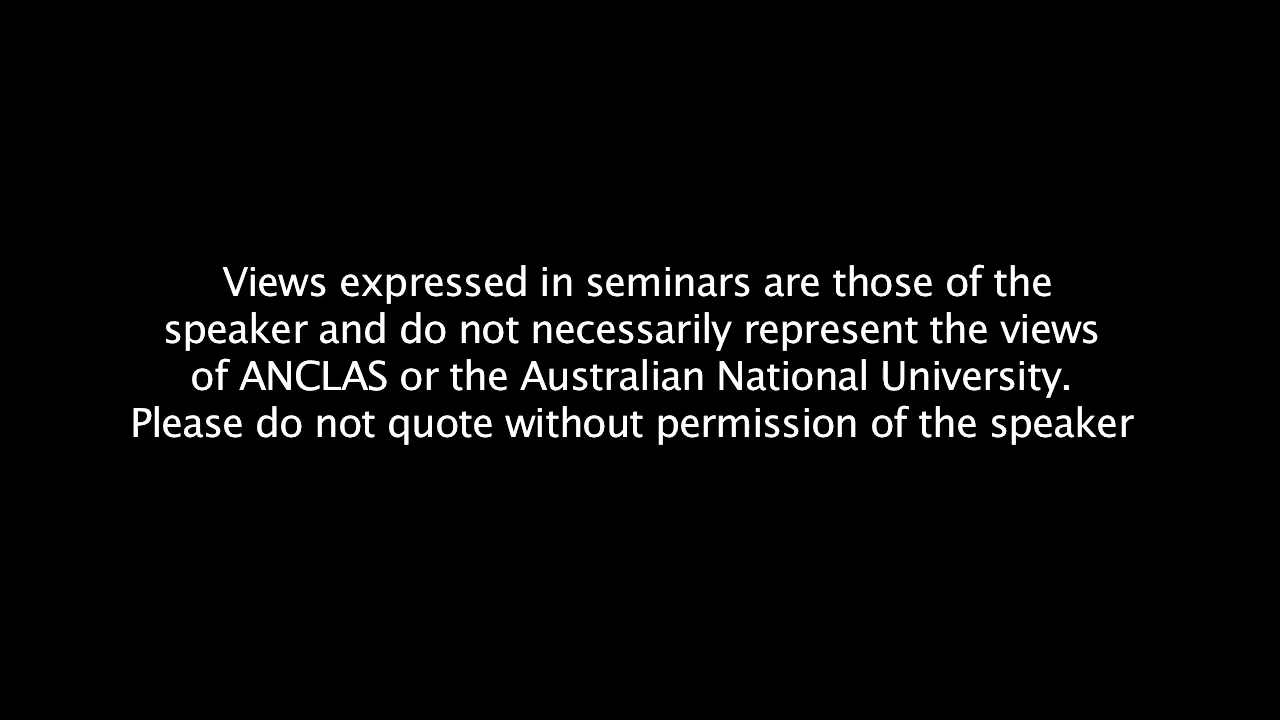 Views expressed in seminars are those of the
speaker and do not necessarily represent the views
of ANCLAS or the Australian National University.
Please do not quote without permission of the speaker